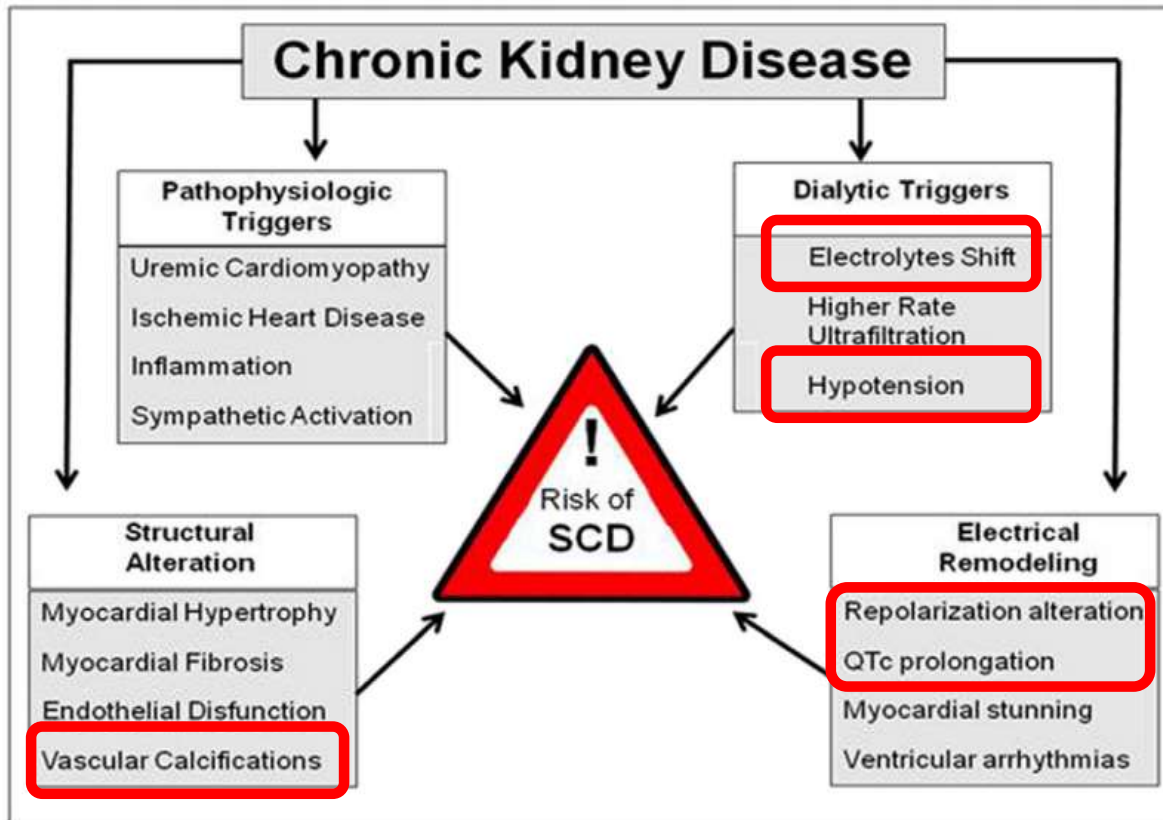 Chronic Kidney Disease
Pathophysiologic
Triggers
Uremic Cardiomyopathy
Ischemic Heart Disease
Inflammation
Sympathetic Activation
Dialytic Triggers
Electrolytes Shift
Higher Rate
Ultrafiltration
Hypotension
!
Risk of
SCD
Structural
Alteration
Myocardial Hypertrophy
Myocardial Fibrosis
Endothelial Disfunction
Vascular Calcifications
Electrical
Remodeling
Repolarization alteration
QTc prolongation
Myocardial stunning
Ventricular arrhythmias